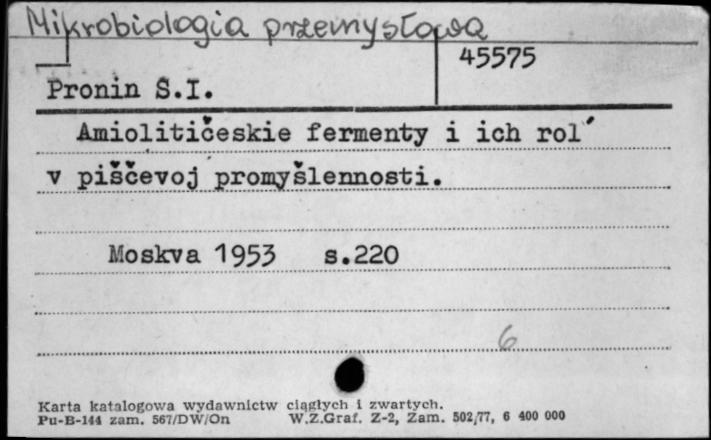 Mikrobiologia przemysłowa
45575
Pronin S.I.
Amiolitičeskie fermenty i ich rol´
v piščevoj promyšlennosti.
Moskva 1953 s.220
6
Karta katalogowa wydawnictw ciągłych i zwartych.
Pu-B-144 zam. 567/DW/On W.Z.Graf. Z-2, Zam. 502/77, 6 400 000